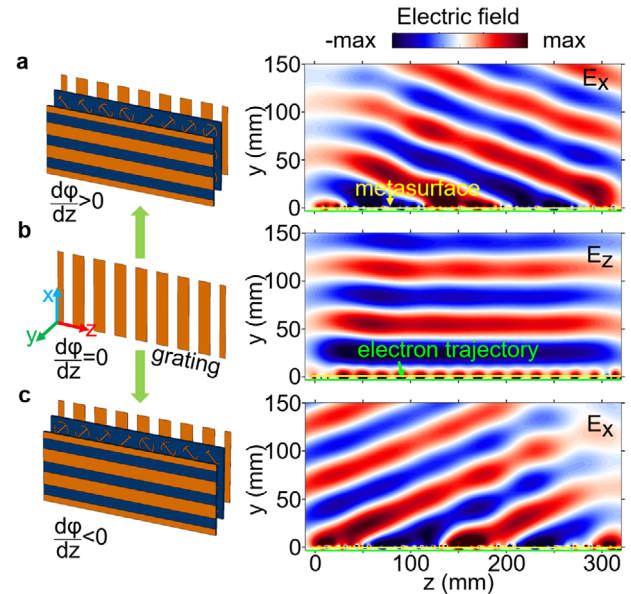 Electric field
-max
max
a
dφ/dz>0
150
100
50
0
y (mm)
Ex
metasurface
b
x
y
z
dφ/dz=0
grating
150
100
50
0
y (mm)
Ez
electron trajectory
c
dφ/dz<0
150
100
50
0
y (mm)
Ex
0
100
200
300
z (mm)